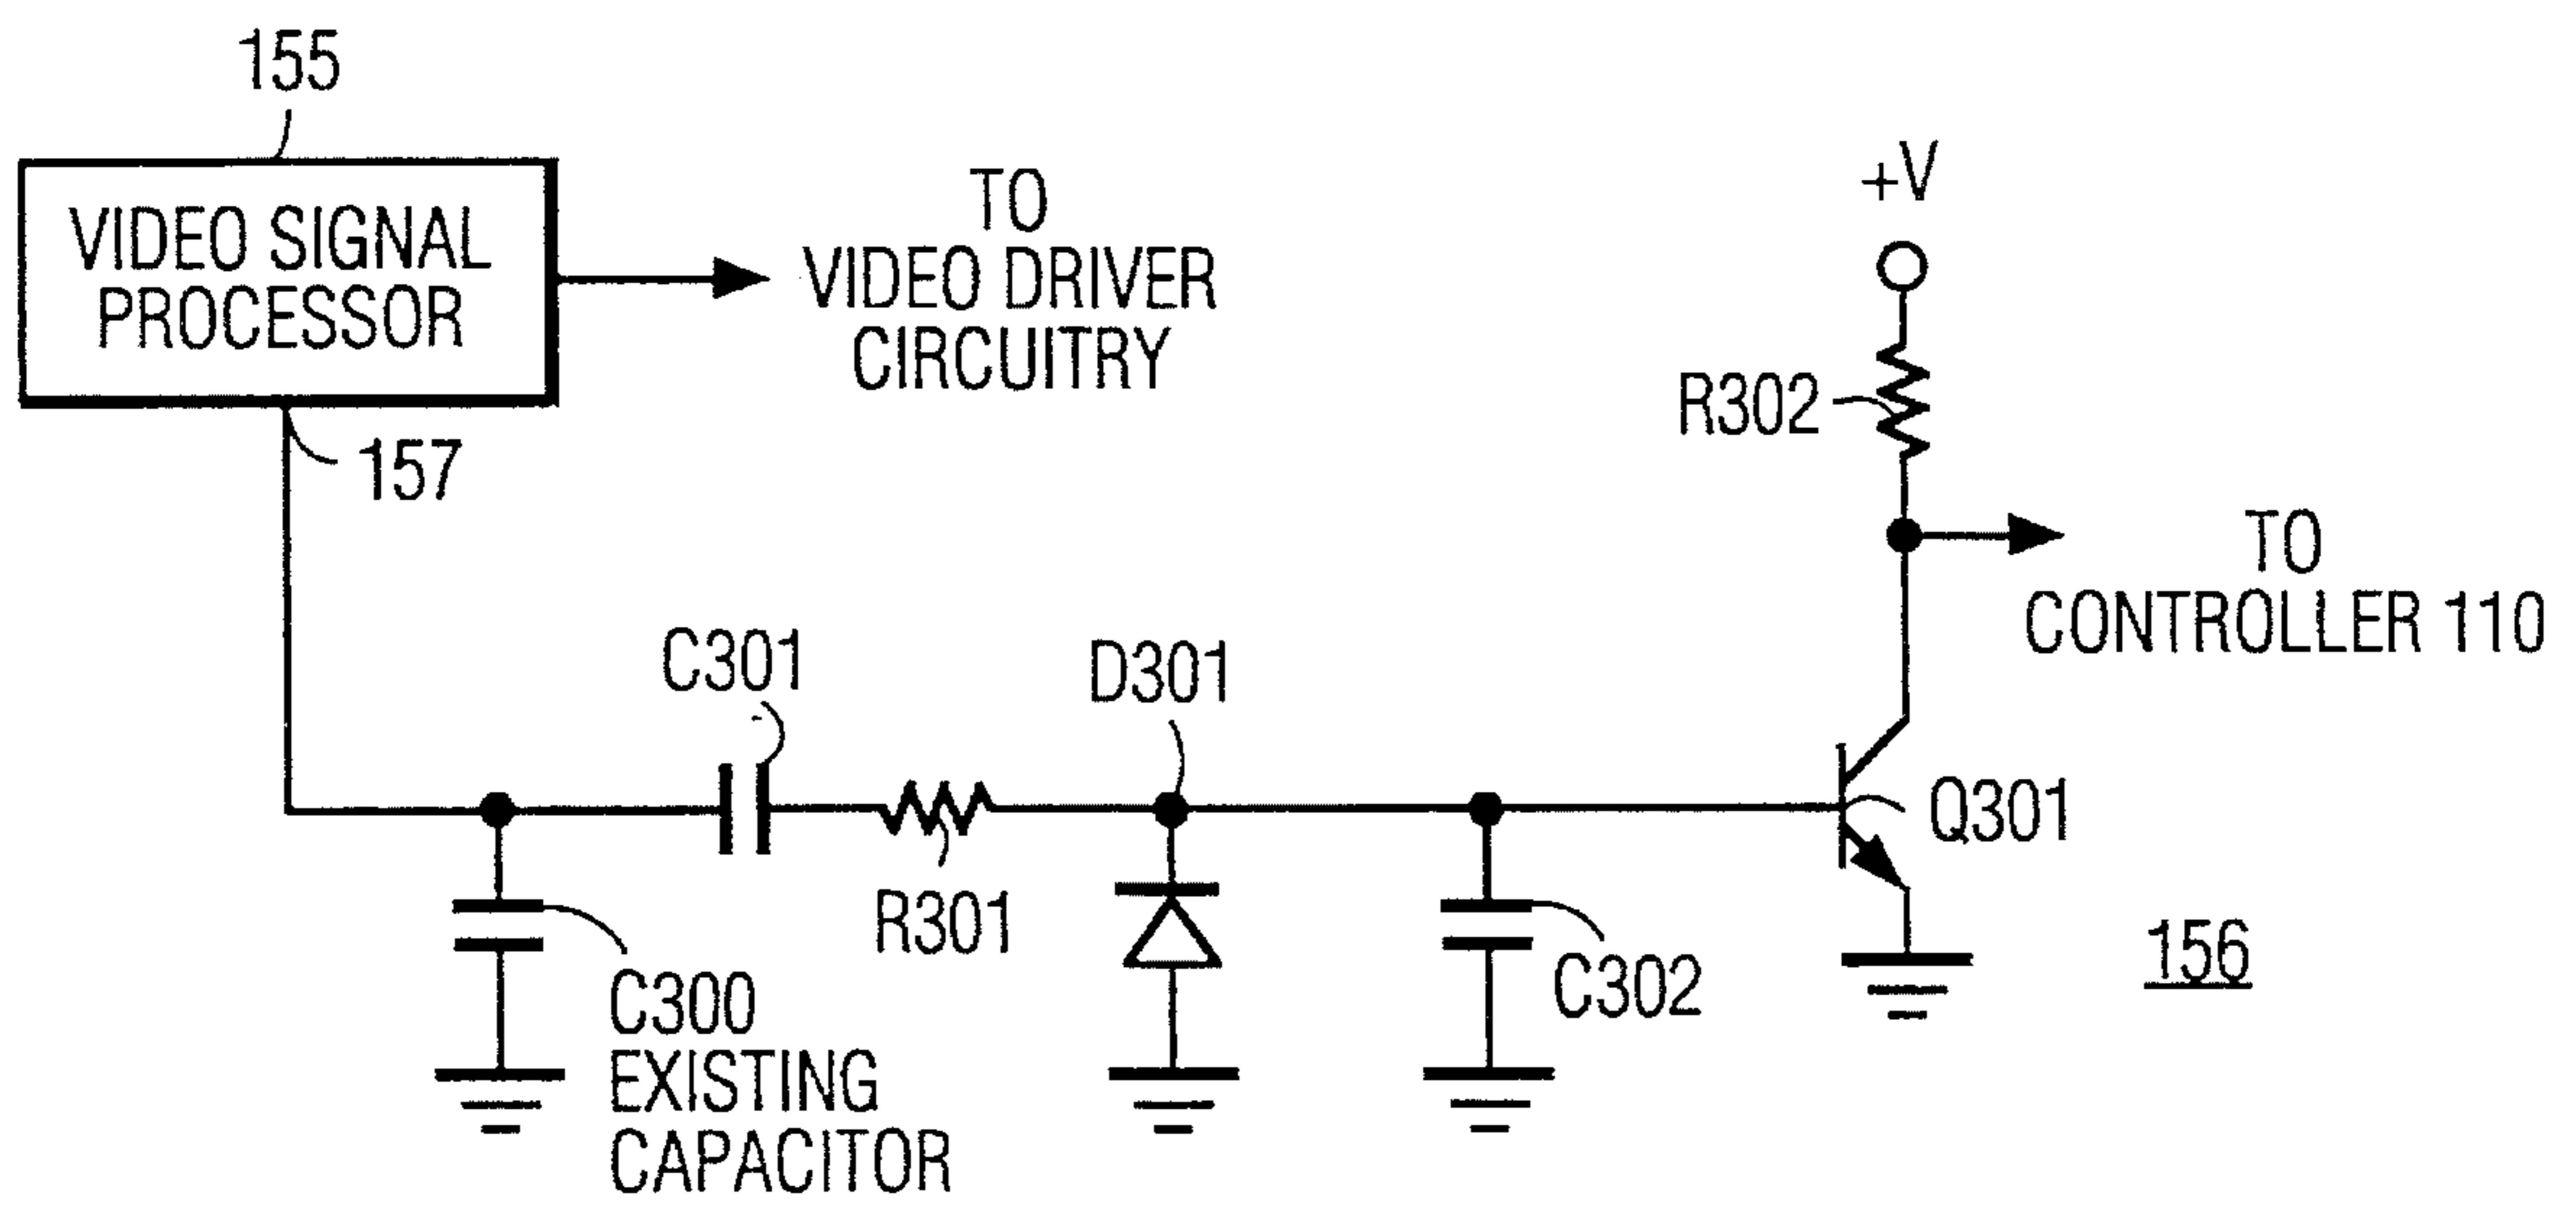 155
VIDEO SIGNAL
PROCESSOR
TO
VIDEO DRIVER
CIRCUITRY
157
+V
R302
TO
CONTROLLER 110
C301
D301
R301
Q301
C300
EXISTING
CAPACITOR
C302
156